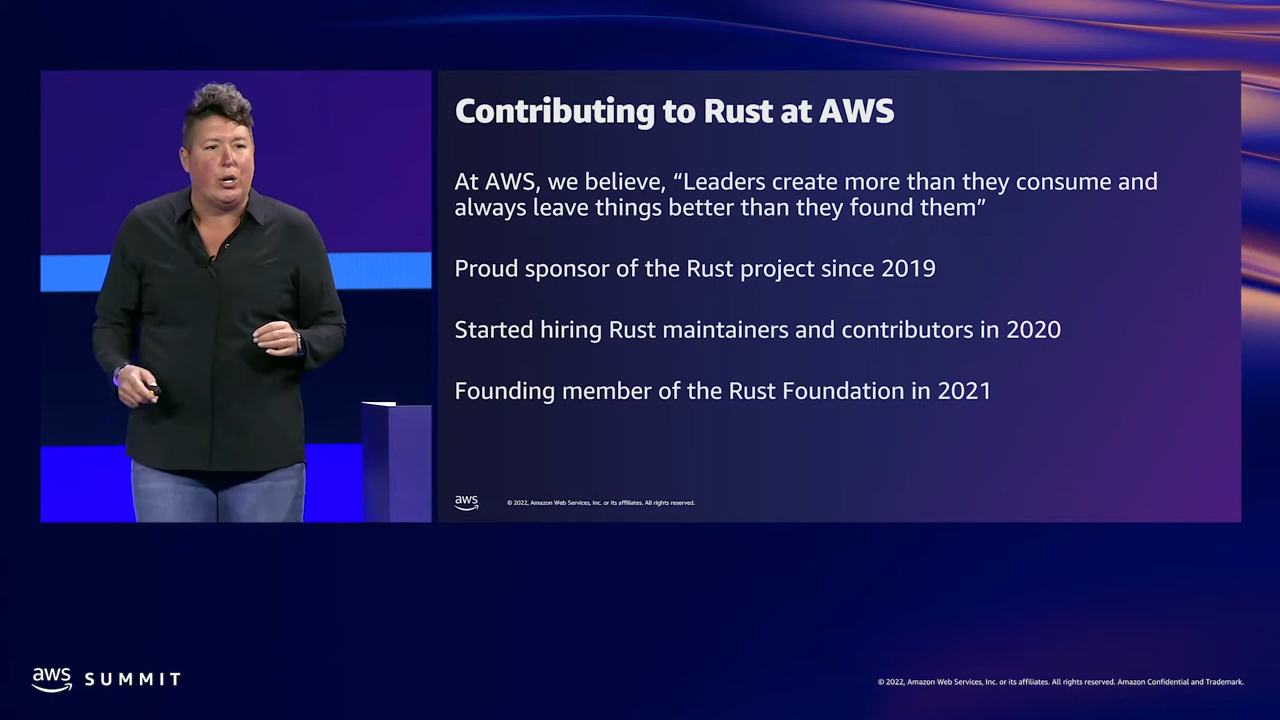 Contributing to Rust at AWS
At AWS, we believe, “Leaders create more than they consume and
always leave things better than they found them”
Proud sponsor of the Rust project since 2019
Started hiring Rust maintainers and contributors in 2020
Founding member of the Rust Foundation in 2021
aws
© 2022, Amazon Web Services, Inc. or its affiliates. All rights reserved.
aws SUMMIT
© 2022, Amazon Web Services, Inc. or its affiliates. All rights reserved. Amazon Confidential and Trademark.